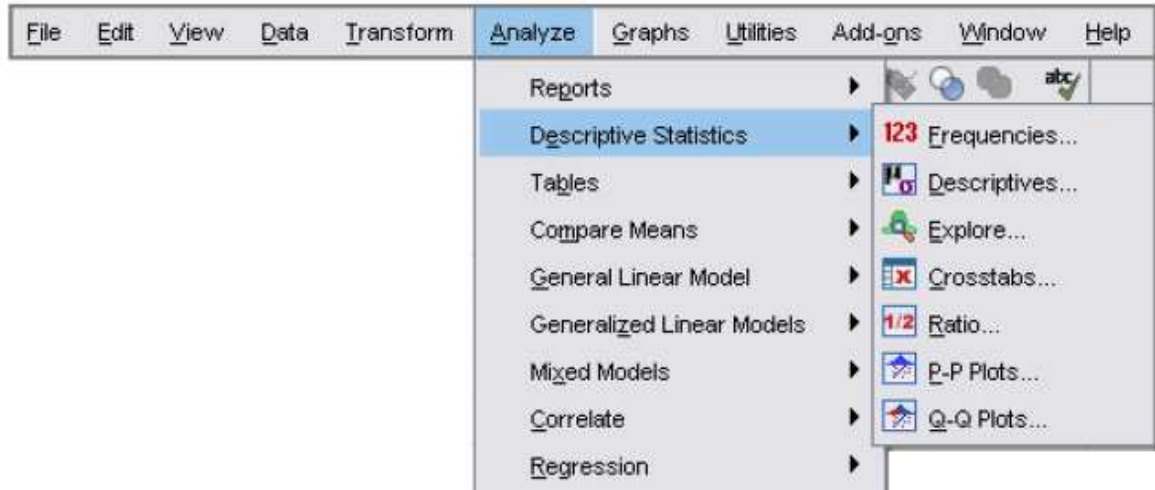 File Edit View Data Transform Analyze Graphs Utilities Add-ons Window Help
Reports
Descriptive Statistics
Tables
Compare Means
General Linear Model
Generalized Linear Models
Mixed Models
Correlate
Regression
abc
123 Frequencies...
μ σ Descriptives...
Explore...
x Crosstabs...
1/2 Ratio...
P-P Plots...
Q-Q Plots...